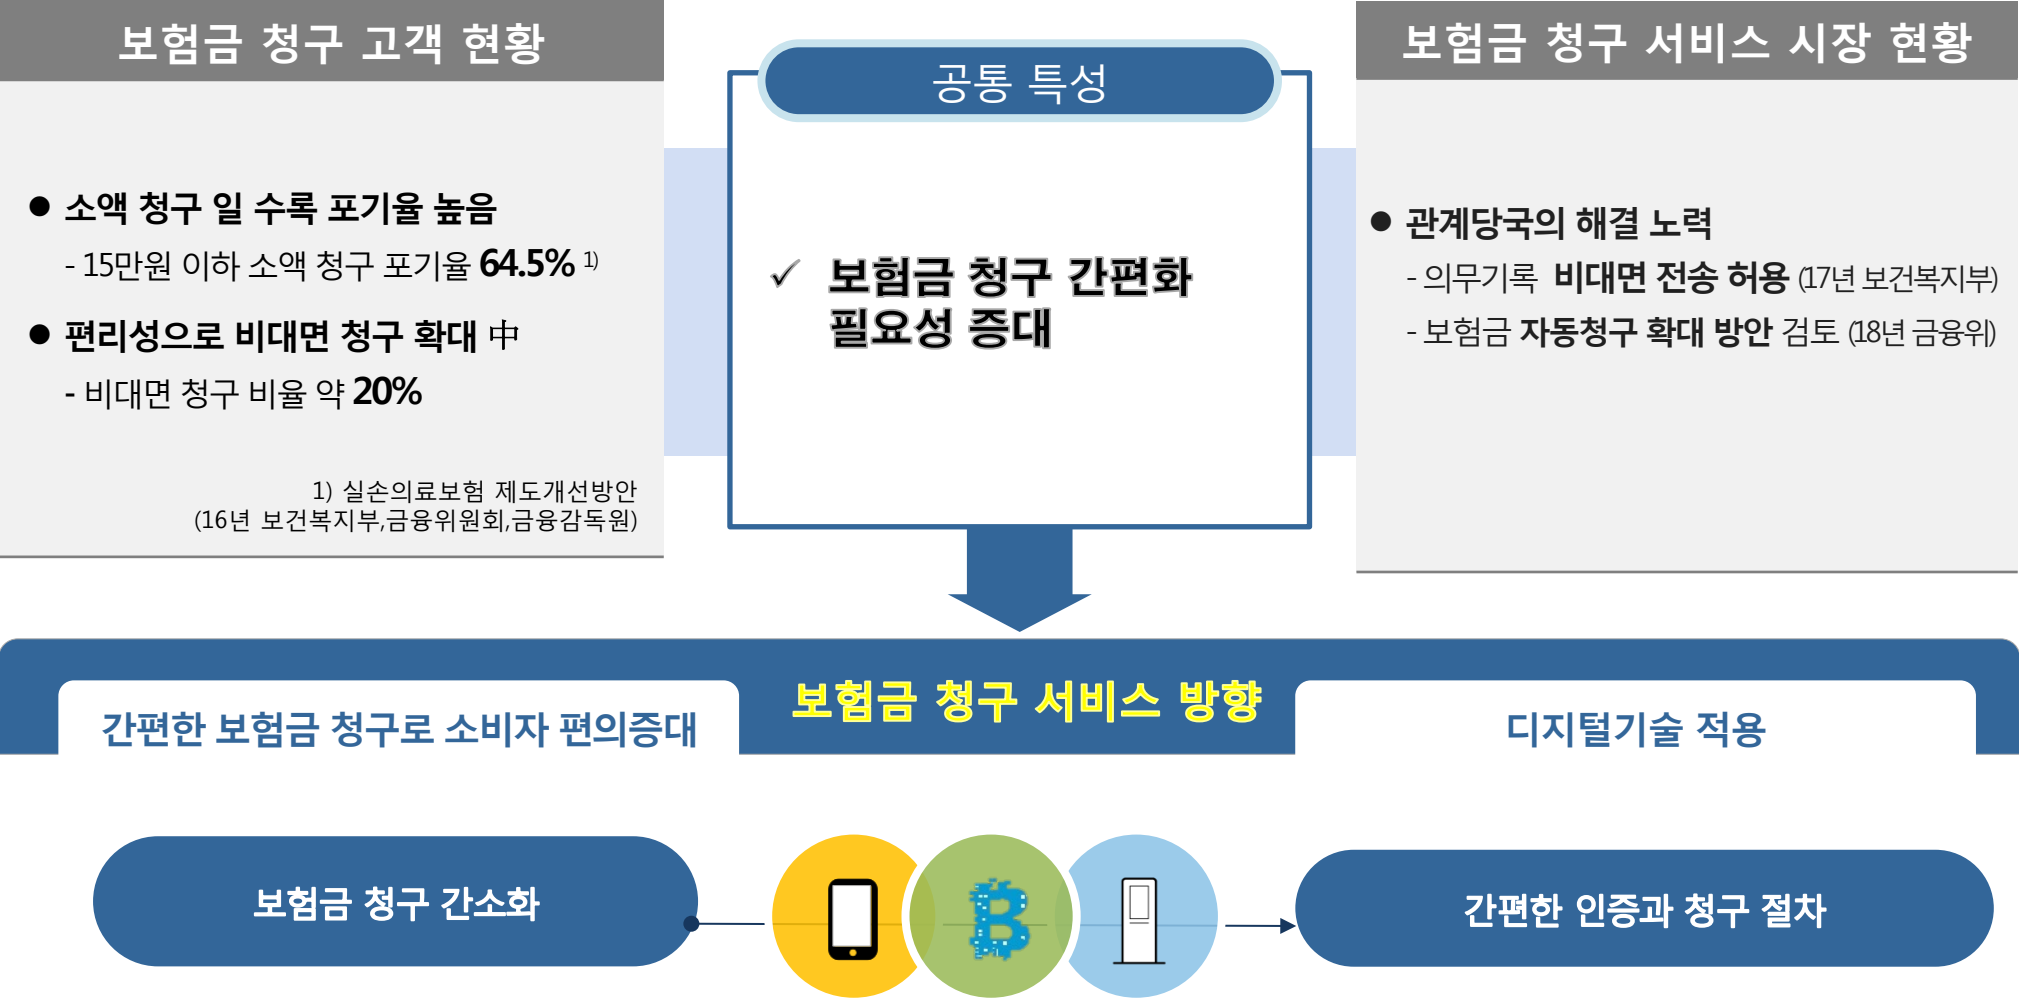 보험금 청구 고객 현황
● 소액 청구 일 수록 포기율 높음
- 15만원 이하 소액 청구 포기율 64.5% 1)
● 편리성으로 비대면 청구 확대 中
- 비대면 청구 비율 약 20%
1) 실손의료보험 제도개선방안
(16년 보건복지부,금융위원회,금융감독원)
공통 특성
✓ 보험금 청구 간편화
필요성 증대
보험금 청구 서비스 시장 현황
● 관계당국의 해결 노력
- 의무기록 비대면 전송 허용 (17년 보건복지부)
- 보험금 자동청구 확대 방안 검토 (18년 금융위)
보험금 청구 서비스 방향
간편한 보험금 청구로 소비자 편의증대
디지털기술 적용
보험금 청구 간소화
간편한 인증과 청구 절차